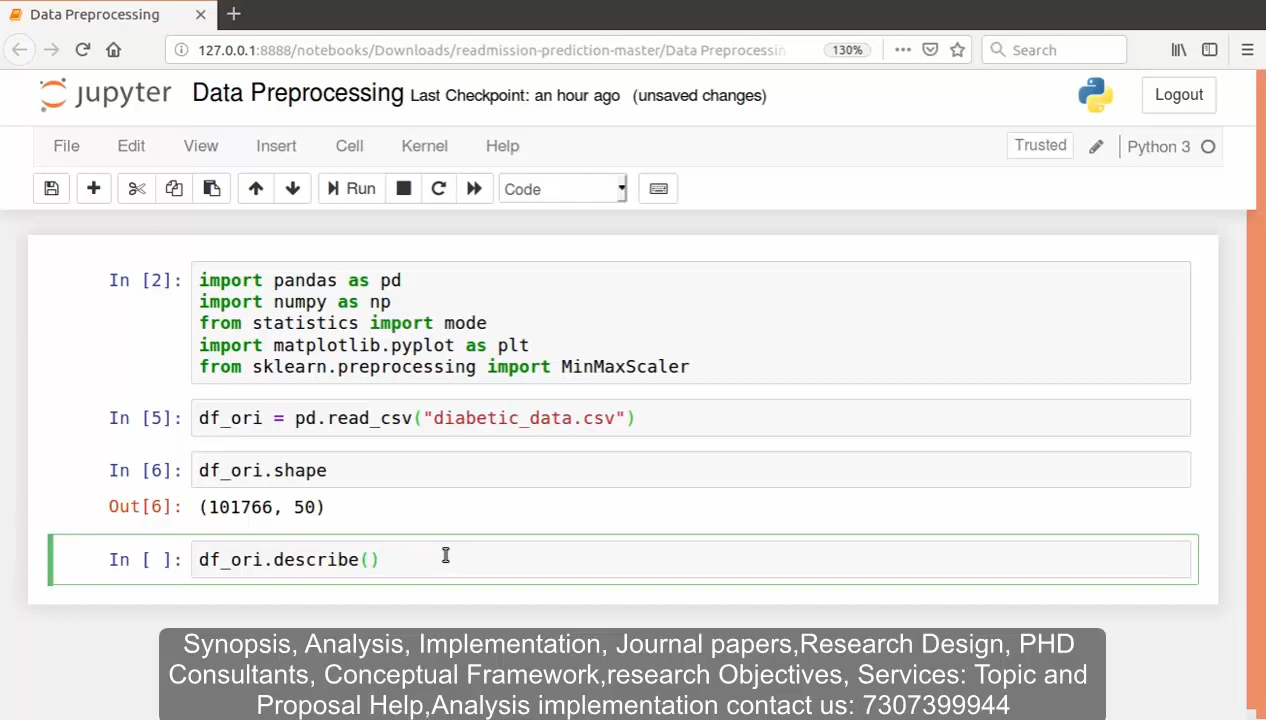 Data Preprocessing
127.0.0.1:8888/notebooks/Downloads/readmission-prediction-master/Data Preprocessin
130%
Search
jupyter Data Preprocessing Last Checkpoint: an hour ago (unsaved changes)
Logout
File Edit View Insert Cell Kernel Help
Trusted
Python 3
Run
Code
In [2]: import pandas as pd
import numpy as np
from statistics import mode
import matplotlib.pyplot as plt
from sklearn.preprocessing import MinMaxScaler
In [5]: df_ori = pd.read_csv("diabetic_data.csv")
In [6]: df_ori.shape
Out[6]: (101766, 50)
In [ ]: df_ori.describe()
Synopsis, Analysis, Implementation, Journal papers,Research Design, PHD
Consultants, Conceptual Framework,research Objectives, Services: Topic and
Proposal Help,Analysis implementation contact us: 7307399944